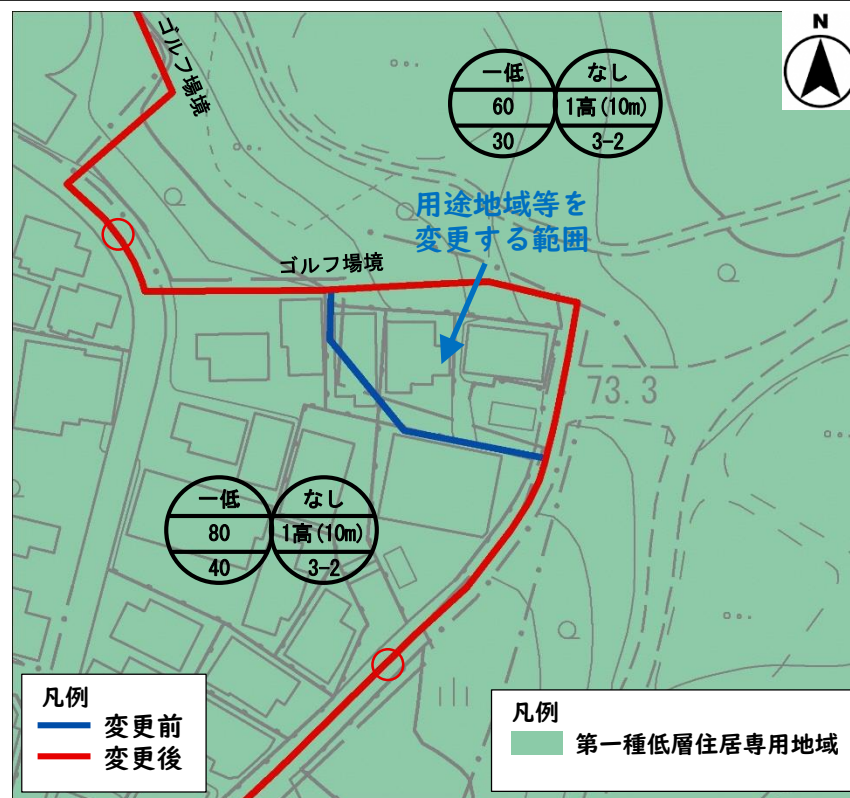 N
ゴルフ場境
一低
なし
60
1高(10m)
30
3-2
用途地域等を
変更する範囲
ゴルフ場境
73.3
一低
なし
80
1高(10m)
40
3-2
凡例
変更前
変更後
凡例
第一種低層住居専用地域